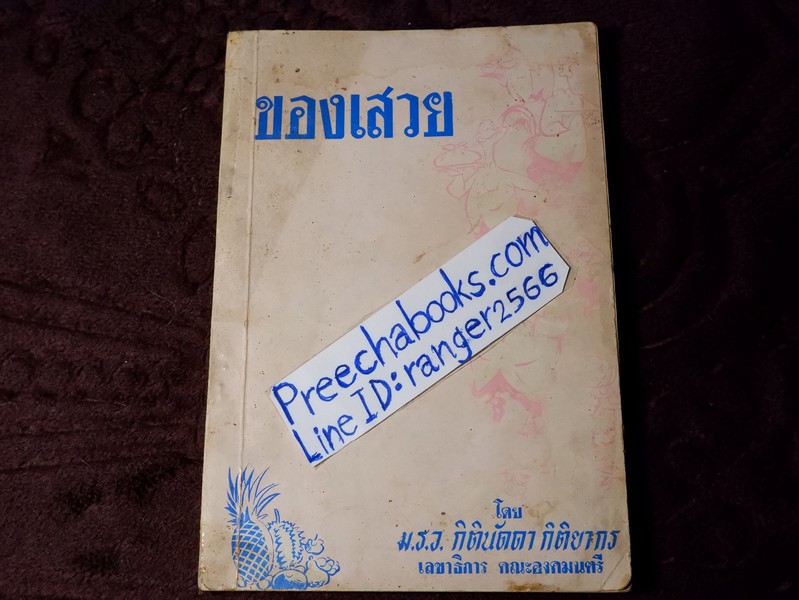 ของเสวย
Preechabooks.com
Line ID:ranger2566
โดย
ม.ร.ว. กิตินัดดา กิติยากร
เลขาธิการ คณะองคมนตรี